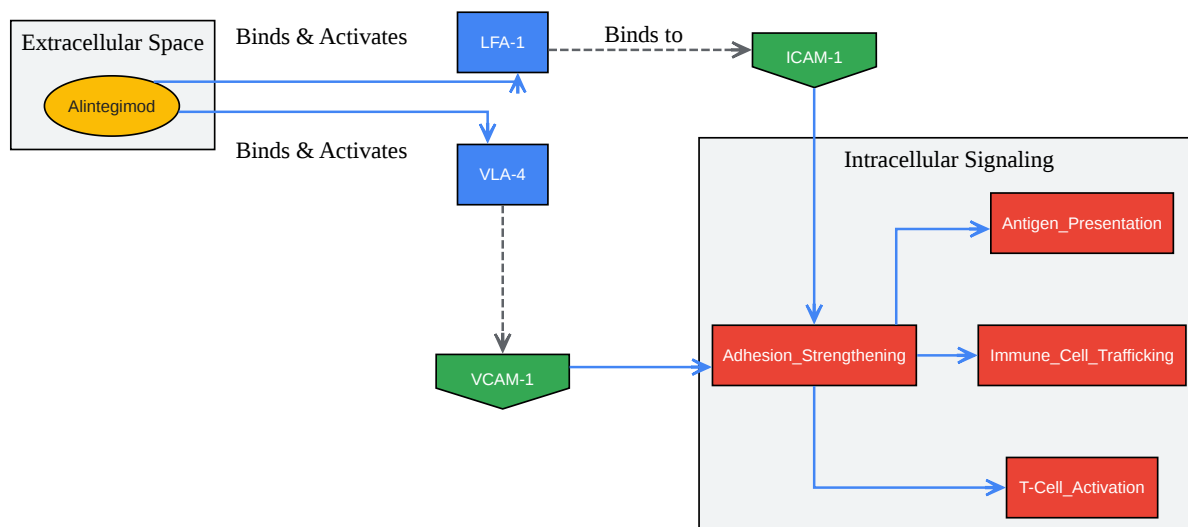 Extracellular Space
Alintegimod
Binds & Activates
Binds & Activates
LFA-1
Binds to
ICAM-1
VLA-4
VCAM-1
Intracellular Signaling
Antigen_Presentation
Adhesion_Strengthening
Immune_Cell_Trafficking
T-Cell_Activation